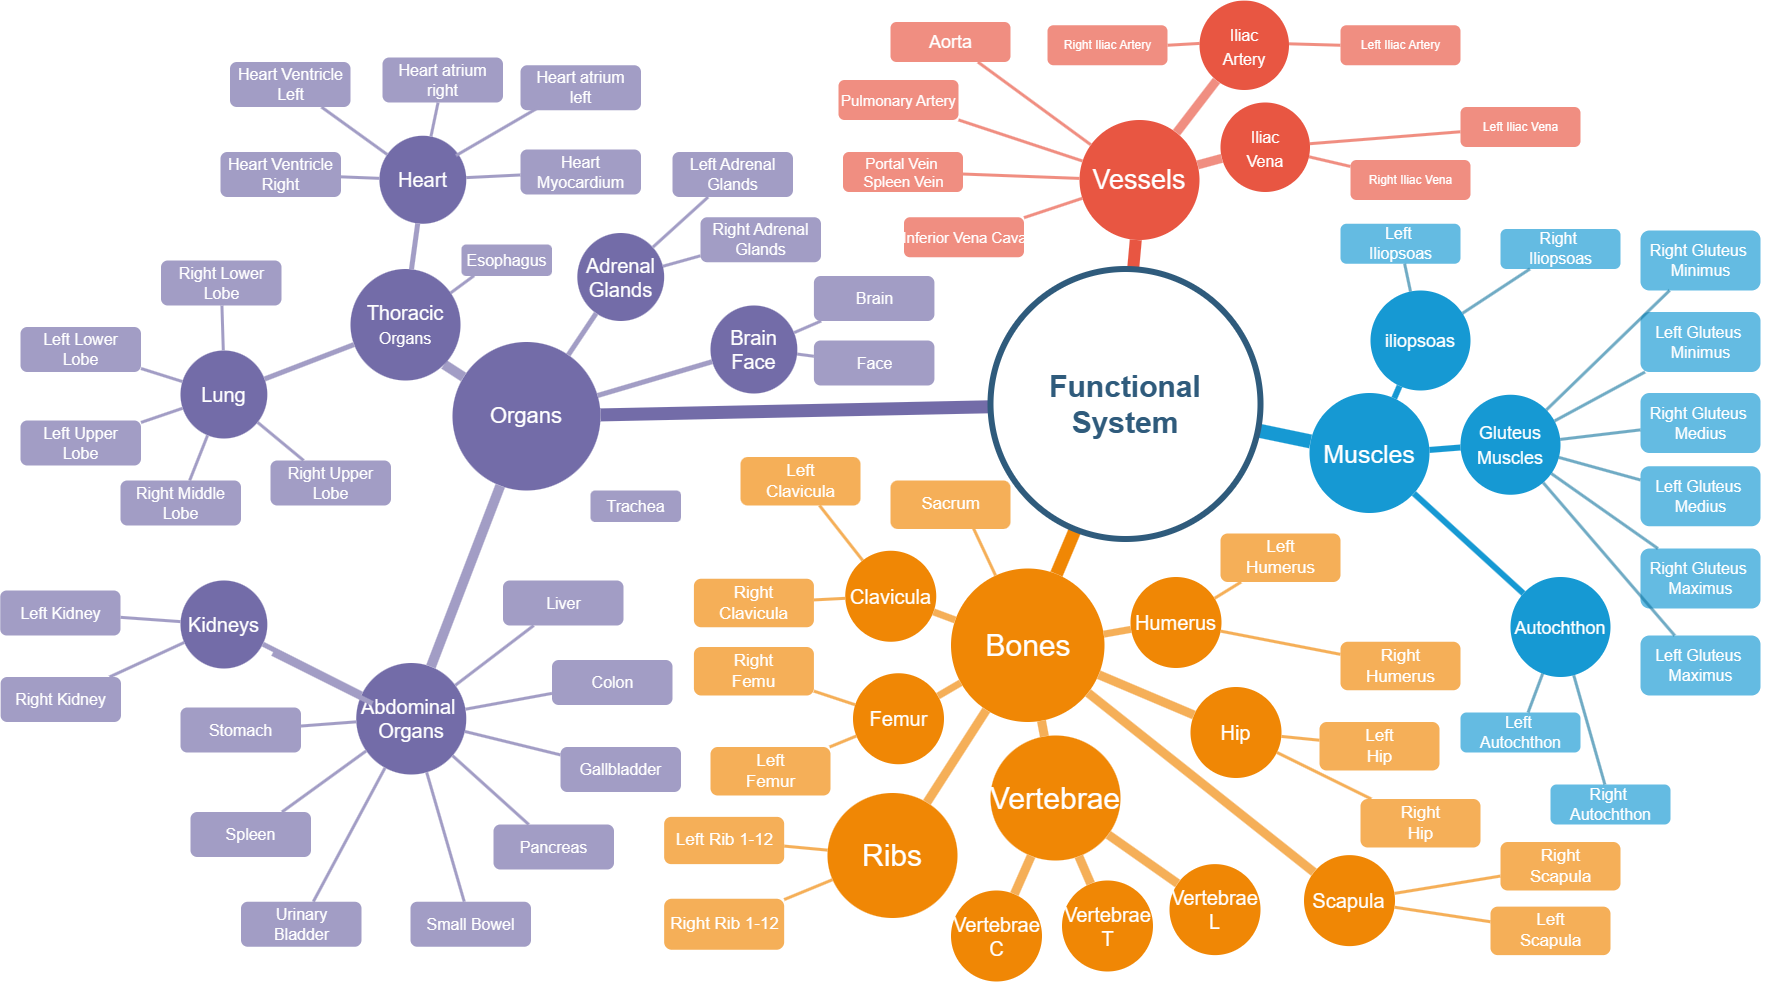 Functional
System
Vessels
Aorta
Pulmonary Artery
Portal Vein
Spleen Vein
Inferior Vena Cava
Iliac
Artery
Right Iliac Artery
Left Iliac Artery
Iliac
Vena
Left Iliac Vena
Right Iliac Vena
Muscles
iliopsoas
Left
Iliopsoas
Right
Iliopsoas
Gluteus
Muscles
Right Gluteus
Minimus
Left Gluteus
Minimus
Right Gluteus
Medius
Left Gluteus
Medius
Right Gluteus
Maximus
Left Gluteus
Maximus
Autochthon
Left
Autochthon
Right
Autochthon
Organs
Thoracic
Organs
Esophagus
Heart
Heart Ventricle
Left
Heart atrium
right
Heart atrium
left
Heart Ventricle
Right
Heart
Myocardium
Lung
Right Lower
Lobe
Left Lower
Lobe
Left Upper
Lobe
Right Middle
Lobe
Right Upper
Lobe
Adrenal
Glands
Left Adrenal
Glands
Right Adrenal
Glands
Brain
Face
Brain
Face
Trachea
Abdominal
Organs
Kidneys
Left Kidney
Right Kidney
Liver
Colon
Gallbladder
Pancreas
Small Bowel
Urinary
Bladder
Spleen
Stomach
Bones
Sacrum
Clavicula
Left
Clavicula
Right
Clavicula
Femur
Right
Femu
Left
Femur
Ribs
Left Rib 1-12
Right Rib 1-12
Vertebrae
Vertebrae
C
Vertebrae
T
Vertebrae
L
Humerus
Left
Humerus
Right
Humerus
Hip
Left
Hip
Right
Hip
Scapula
Right
Scapula
Left
Scapula